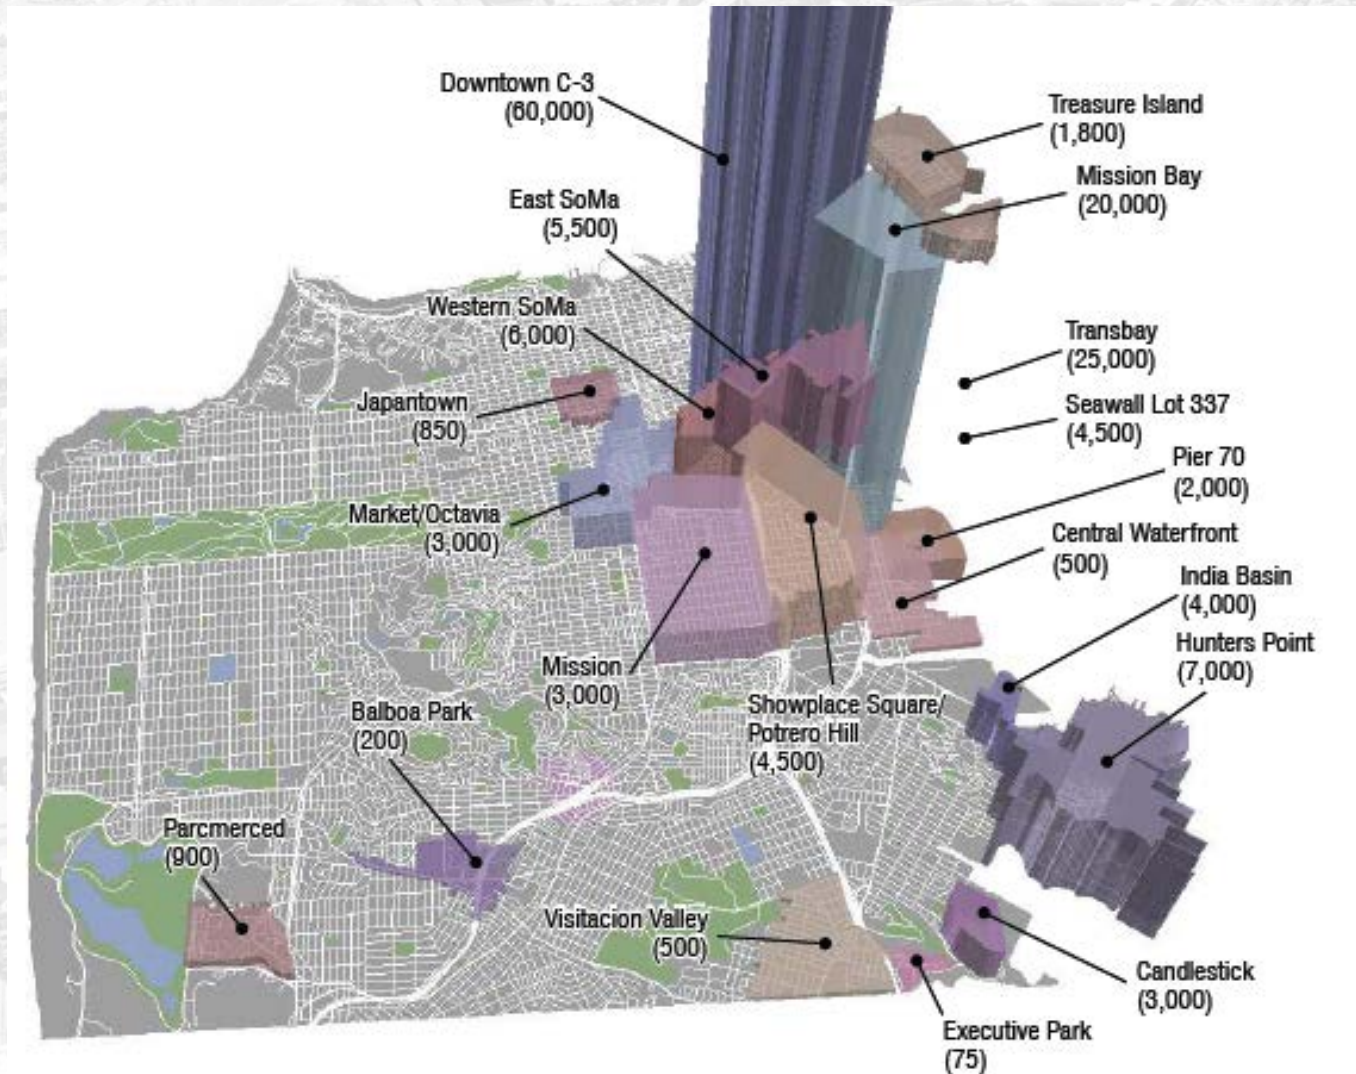 Downtown C-3
(60,000)
Treasure Island
(1,800)
Mission Bay
(20,000)
East SoMa
(5,500)
Western SoMa
(6,000)
Transbay
(25,000)
Japantown
(850)
Seawall Lot 337
(4,500)
Pier 70
(2,000)
Market/Octavia
(3,000)
Central Waterfront
(500)
India Basin
(4,000)
Hunters Point
(7,000)
Mission
(3,000)
Showplace Square/
Potrero Hill
(4,500)
Balboa Park
(200)
Parcmerced
(900)
Visitacion Valley
(500)
Candlestick
(3,000)
Executive Park
(75)